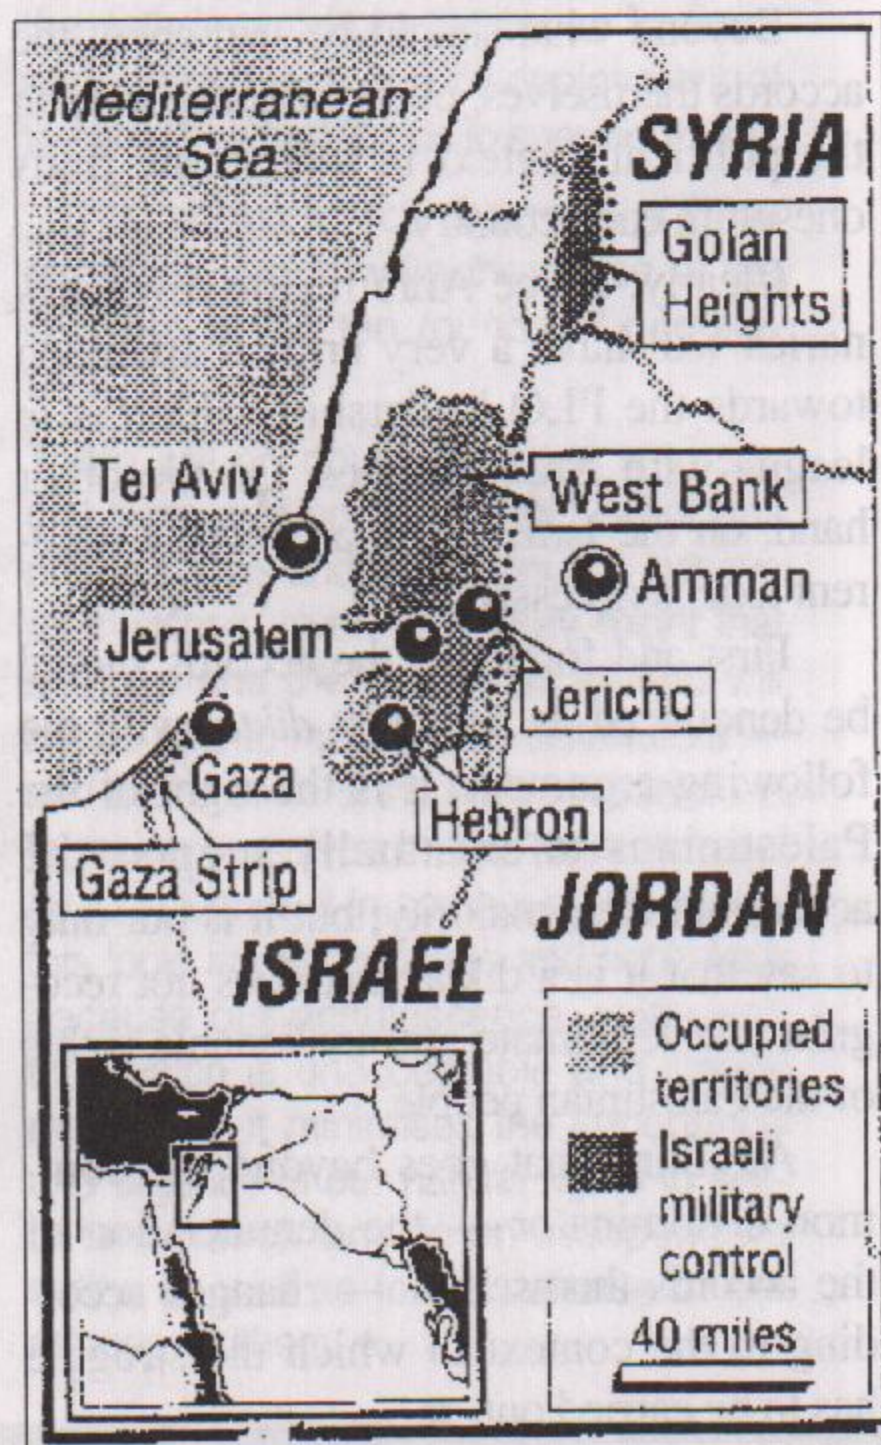 Mediterranean
Sea
SYRIA
Golan
Heights
Tel Aviv
West Bank
Amman
Jerusalem
Jericho
Gaza
Hebron
Gaza Strip
JORDAN
ISRAEL
Occupied
territories
Israeli
military
control
40 miles